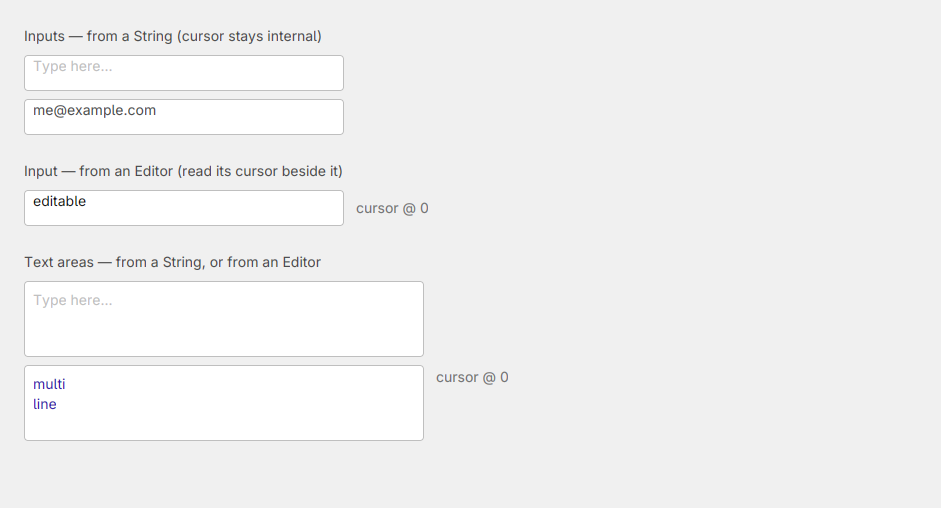 Inputs — from a String (cursor stays internal)
Type here...
me@example.com
Input — from an Editor (read its cursor beside it)
editable
cursor @ 0
Text areas — from a String, or from an Editor
Type here...
cursor @ 0
multi
line